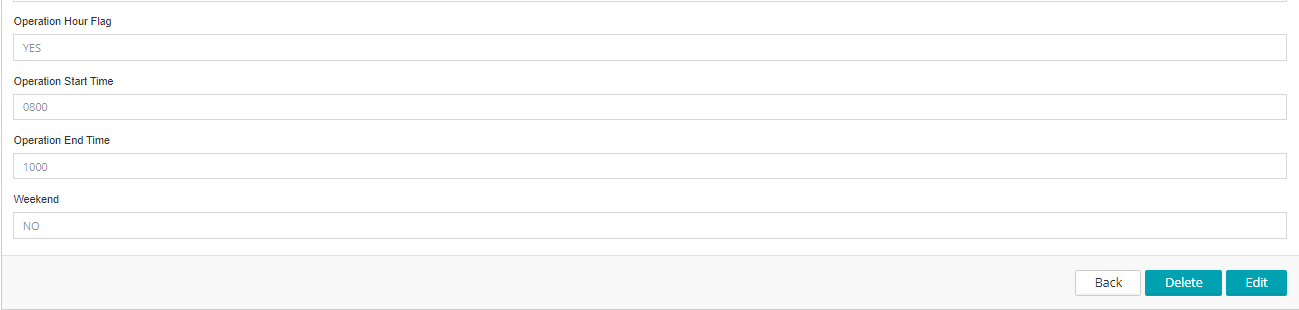 Operation Hour Flag
YES
Operation Start Time
0800
Operation End Time
1000
Weekend
NO
Back Delete Edit